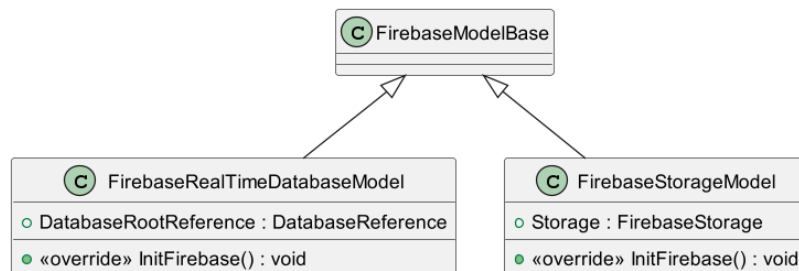 C FirebaseModelBase
C FirebaseRealTimeDatabaseModel
DatabaseRootReference : DatabaseReference
«override» InitFirebase() : void
C FirebaseStorageModel
Storage : FirebaseStorage
«override» InitFirebase() : void